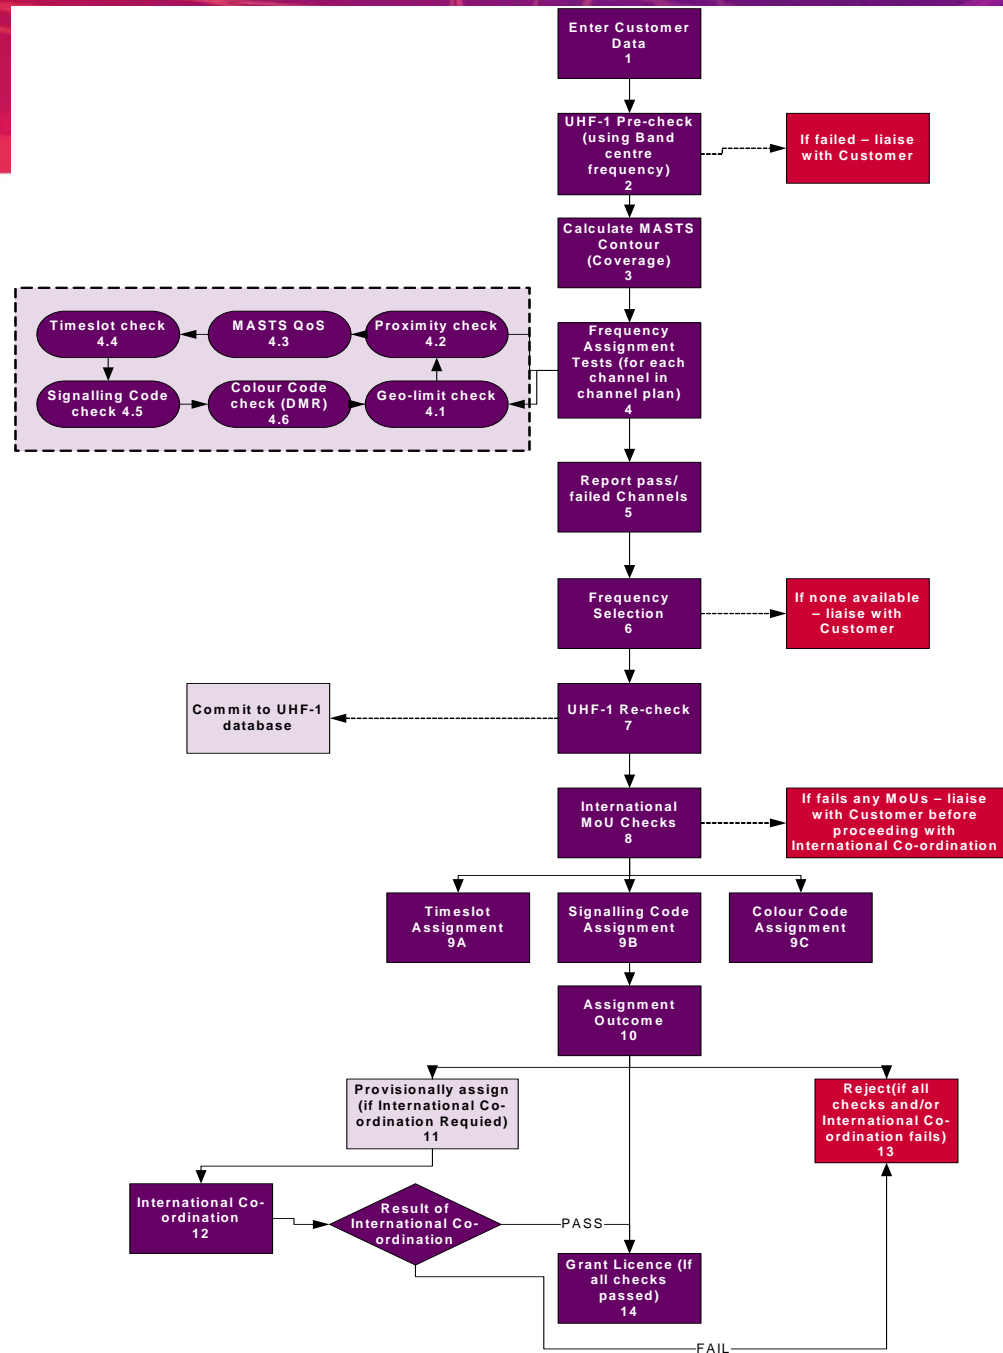 Enter Customer
Data
1
UHF-1 Pre-check
(using Band
centre
frequency)
2
If failed – liaise
with Customer
Calculate MASTS
Contour
(Coverage)
3
Timeslot check
4.4
MASTS QoS
4.3
Proximity check
4.2
Signalling Code
check 4.5
Colour Code
check (DMR)
4.6
Geo-limit check
4.1
Frequency
Assignment
Tests (for each
channel in
channel plan)
4
Report pass/
failed Channels
5
Frequency
Selection
6
If none available
– liaise with
Customer
Commit to UHF-1
database
UHF-1 Re-check
7
International
MoU Checks
8
If fails any MoUs – liaise
with Customer before
proceeding with
International Co-ordination
Timeslot
Assignment
9A
Signalling Code
Assignment
9B
Colour Code
Assignment
9C
Assignment
Outcome
10
Provisionally assign
(if International Co-
ordination Requied)
11
Reject(if all
checks and/or
International Co-
ordination fails)
13
International Co-
ordination
12
Result of
International Co-
ordination
PASS
Grant Licence (If
all checks
passed)
14
FAIL